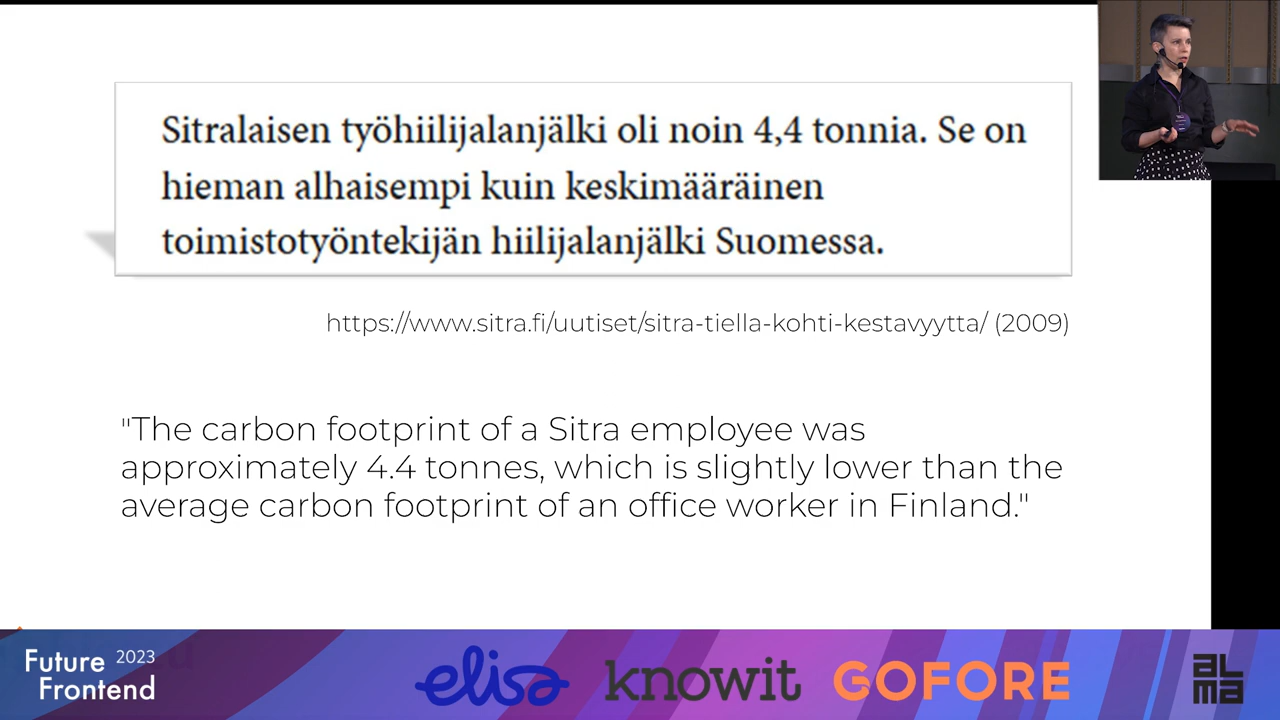 Sitralaisen työhiilijalanjälki oli noin 4,4 tonnia. Se on
hieman alhaisempi kuin keskimääräinen
toimistotyöntekijän hiilijalanjälki Suomessa.
https://www.sitra.fi/uutiset/sitra-tiella-kohti-kestavyytta/ (2009)
"The carbon footprint of a Sitra employee was
approximately 4.4 tonnes, which is slightly lower than the
average carbon footprint of an office worker in Finland."
Future 2023
Frontend
elisa
knowit
GOFORE
ALMA